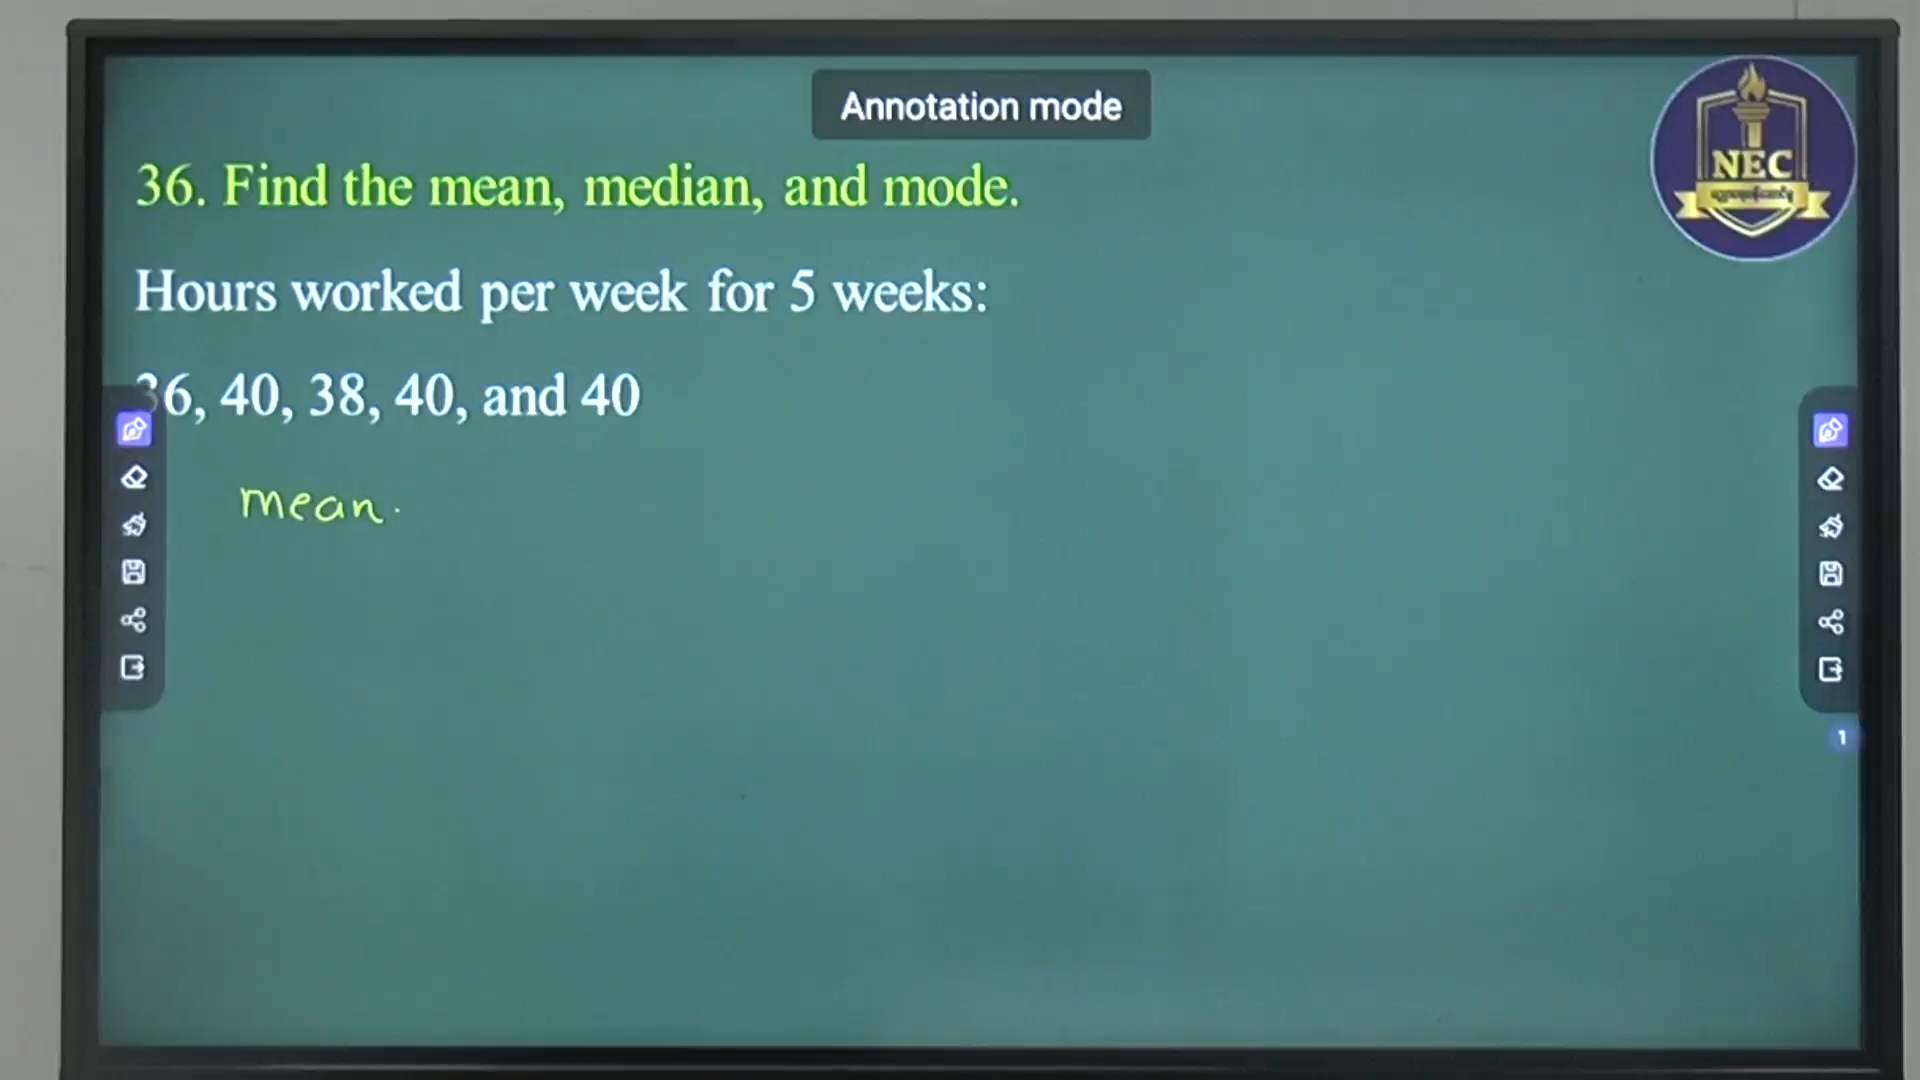 Annotation mode
NEC
36. Find the mean, median, and mode.
Hours worked per week for 5 weeks:
36, 40, 38, 40, and 40
mean
1